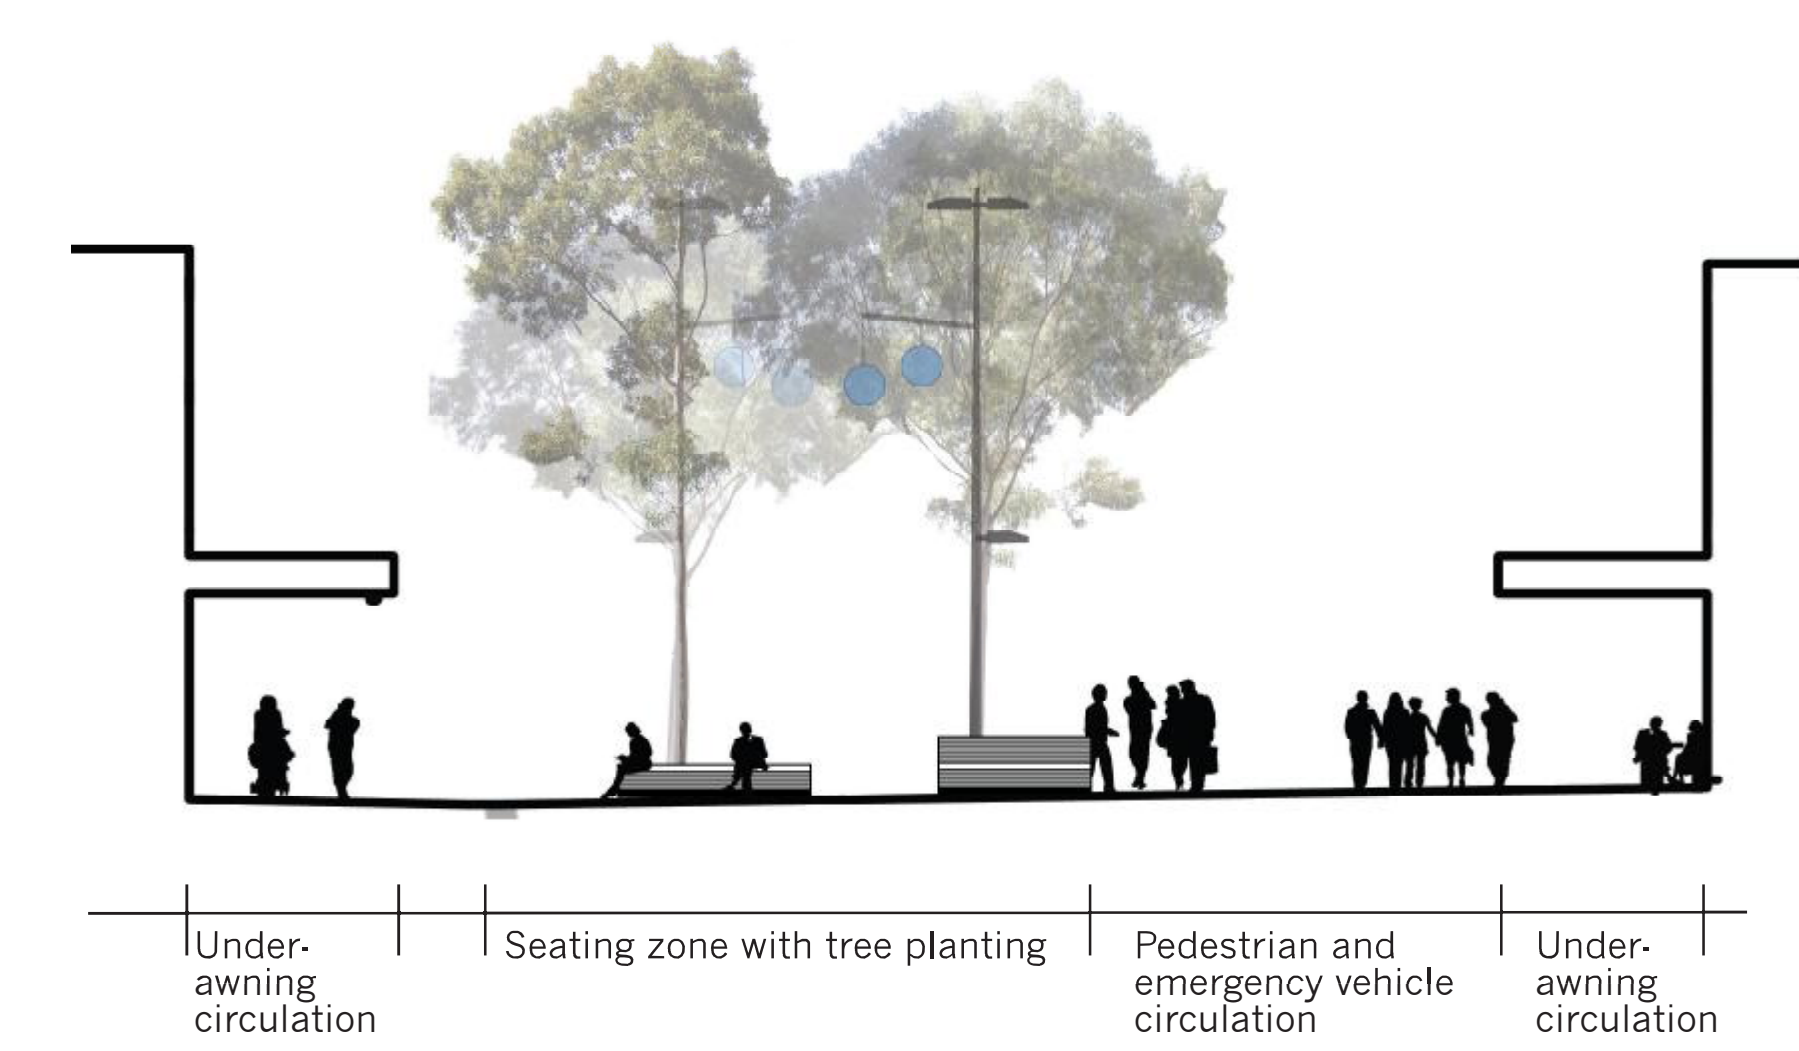 Under-
awning
circulation
Seating zone with tree planting
Pedestrian and
emergency vehicle
circulation
Under-
awning
circulation